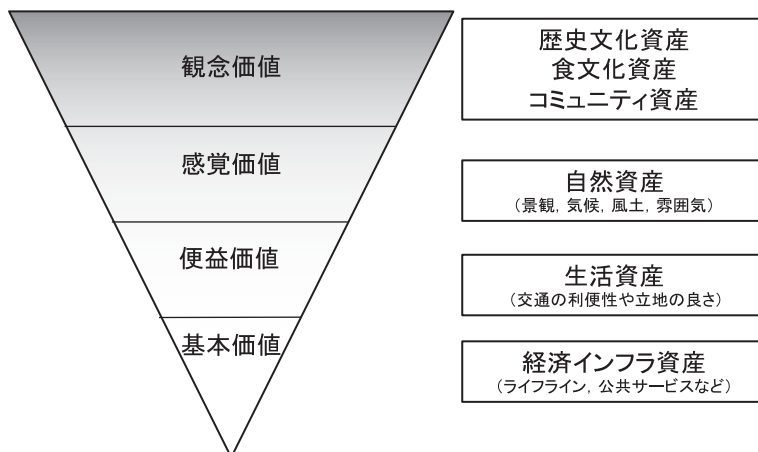 観念価値
歴史文化資産
食文化資産
コミュニティ資産
感覚価値
自然資産
(景観, 気候, 風土, 雰囲気)
便益価値
生活資産
(交通の利便性や立地の良さ)
基本価値
経済インフラ資産
(ライフライン, 公共サービスなど)